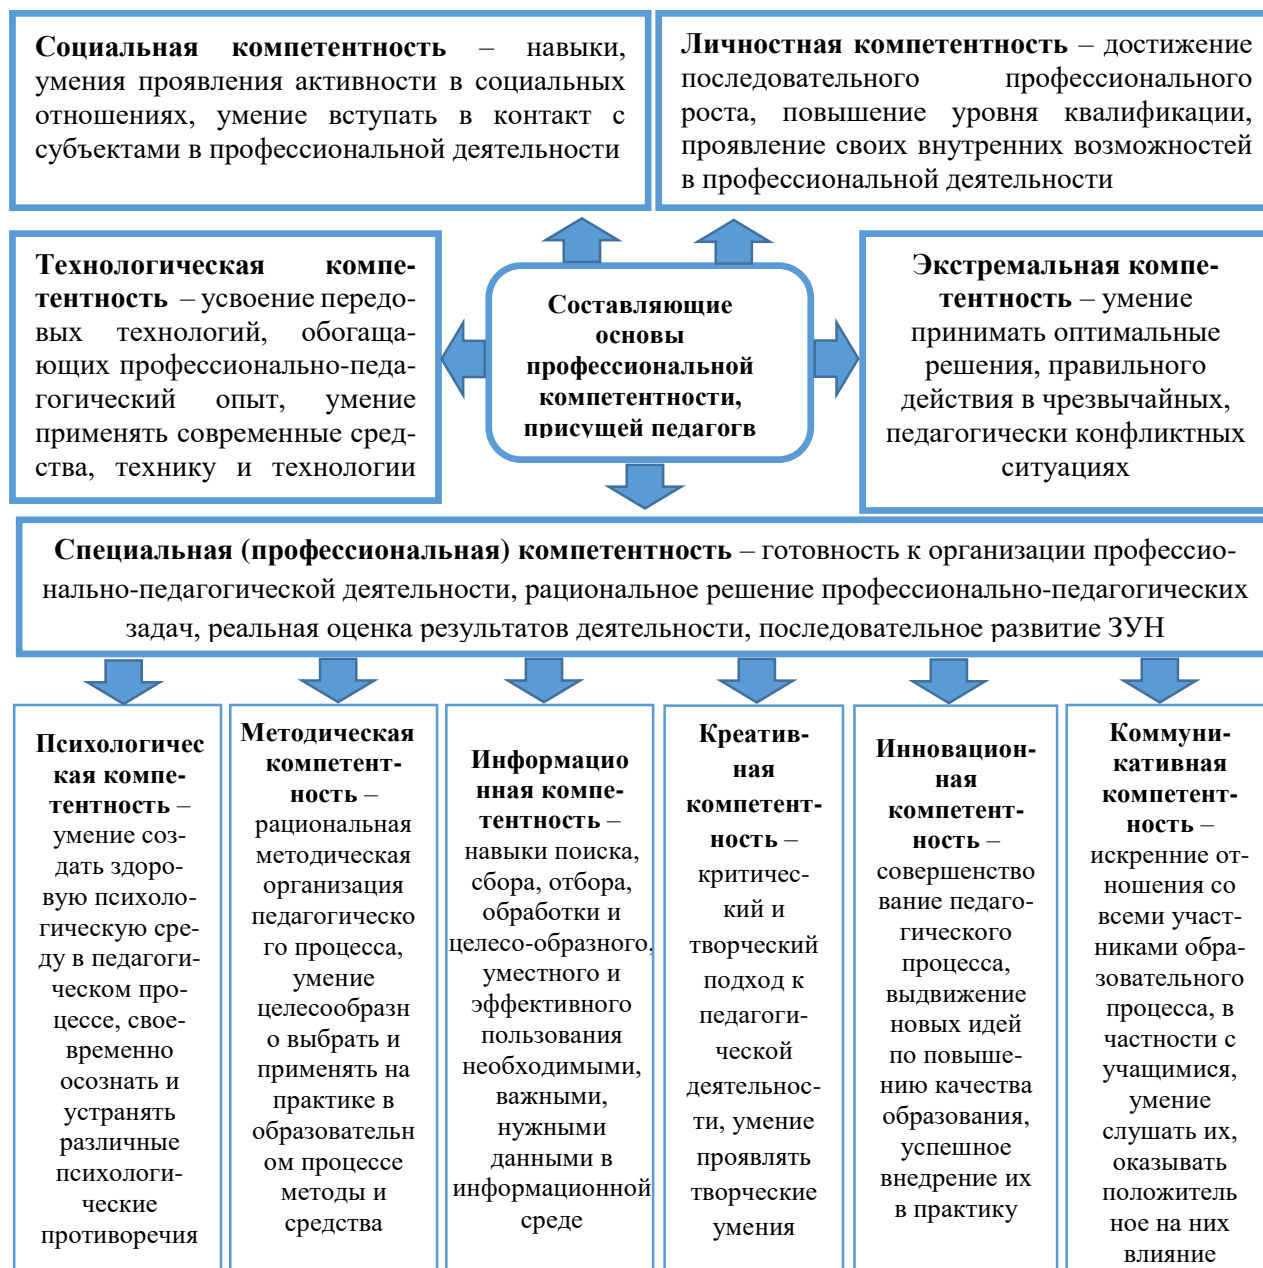 Социальная компетентность – навыки,
умения проявления активности в социальных
отношениях, умение вступать в контакт с
субъектами в профессиональной деятельности
Личностная компетентность – достижение
последовательного профессионального
роста, повышение уровня квалификации,
проявление своих внутренних возможностей
в профессиональной деятельности
Технологическая компе-
тентность – усвоение передо-
вых технологий, обогаща-
ющих профессионально-педа-
гогический опыт, умение
применять современные сред-
ства, технику и технологии
Составляющие
основы
профессиональной
компетентности,
присущей педагогв
Экстремальная компе-
тентность – умение
принимать оптимальные
решения, правильного
действия в чрезвычайных,
педагогически конфликтных
ситуациях
Специальная (профессиональная) компетентность – готовность к организации профессио-
нально-педагогической деятельности, рациональное решение профессионально-педагогических
задач, реальная оценка результатов деятельности, последовательное развитие ЗУН
Психологичес
кая компе-
тентность –
умение соз-
дать здоро-
вую психоло-
гическую сре-
ду в педагоги-
ческом про-
цессе, свое-
временно
осознать и
устранять
различные
психологи-
ческие
противоречия
Методическая
компетент-
ность –
рациональная
методическая
организация
педагогическо
го процесса,
умение
целесообразн
о выбрать и
применять на
практике в
образовательн
ом процессе
методы и
средства
Информацио
нная компе-
тентность –
навыки поиска,
сбора, отбора,
обработки и
целесо-образного,
уместного и
эффективного
пользования
необходимыми,
важными,
нужными
данными в
информационной
среде
Креатив-
ная
компетент-
ность –
критичес-
кий и
творческий
подход к
педагоги-
ческой
деятельнос-
ти, умение
проявлять
творческие
умения
Инновацион-
ная
компетент-
ность –
совершенство
вание педаго-
гического
процесса,
выдвижение
новых идей
по повыше-
нию качества
образования,
успешное
внедрение их
в практику
Коммуни-
кативная
компетент-
ность –
искренние от-
ношения со
всеми участ-
никами обра-
зовательного
процесса, в
частности с
учащимися,
умение
слушать их,
оказывать
положитель
ное на них
влияние